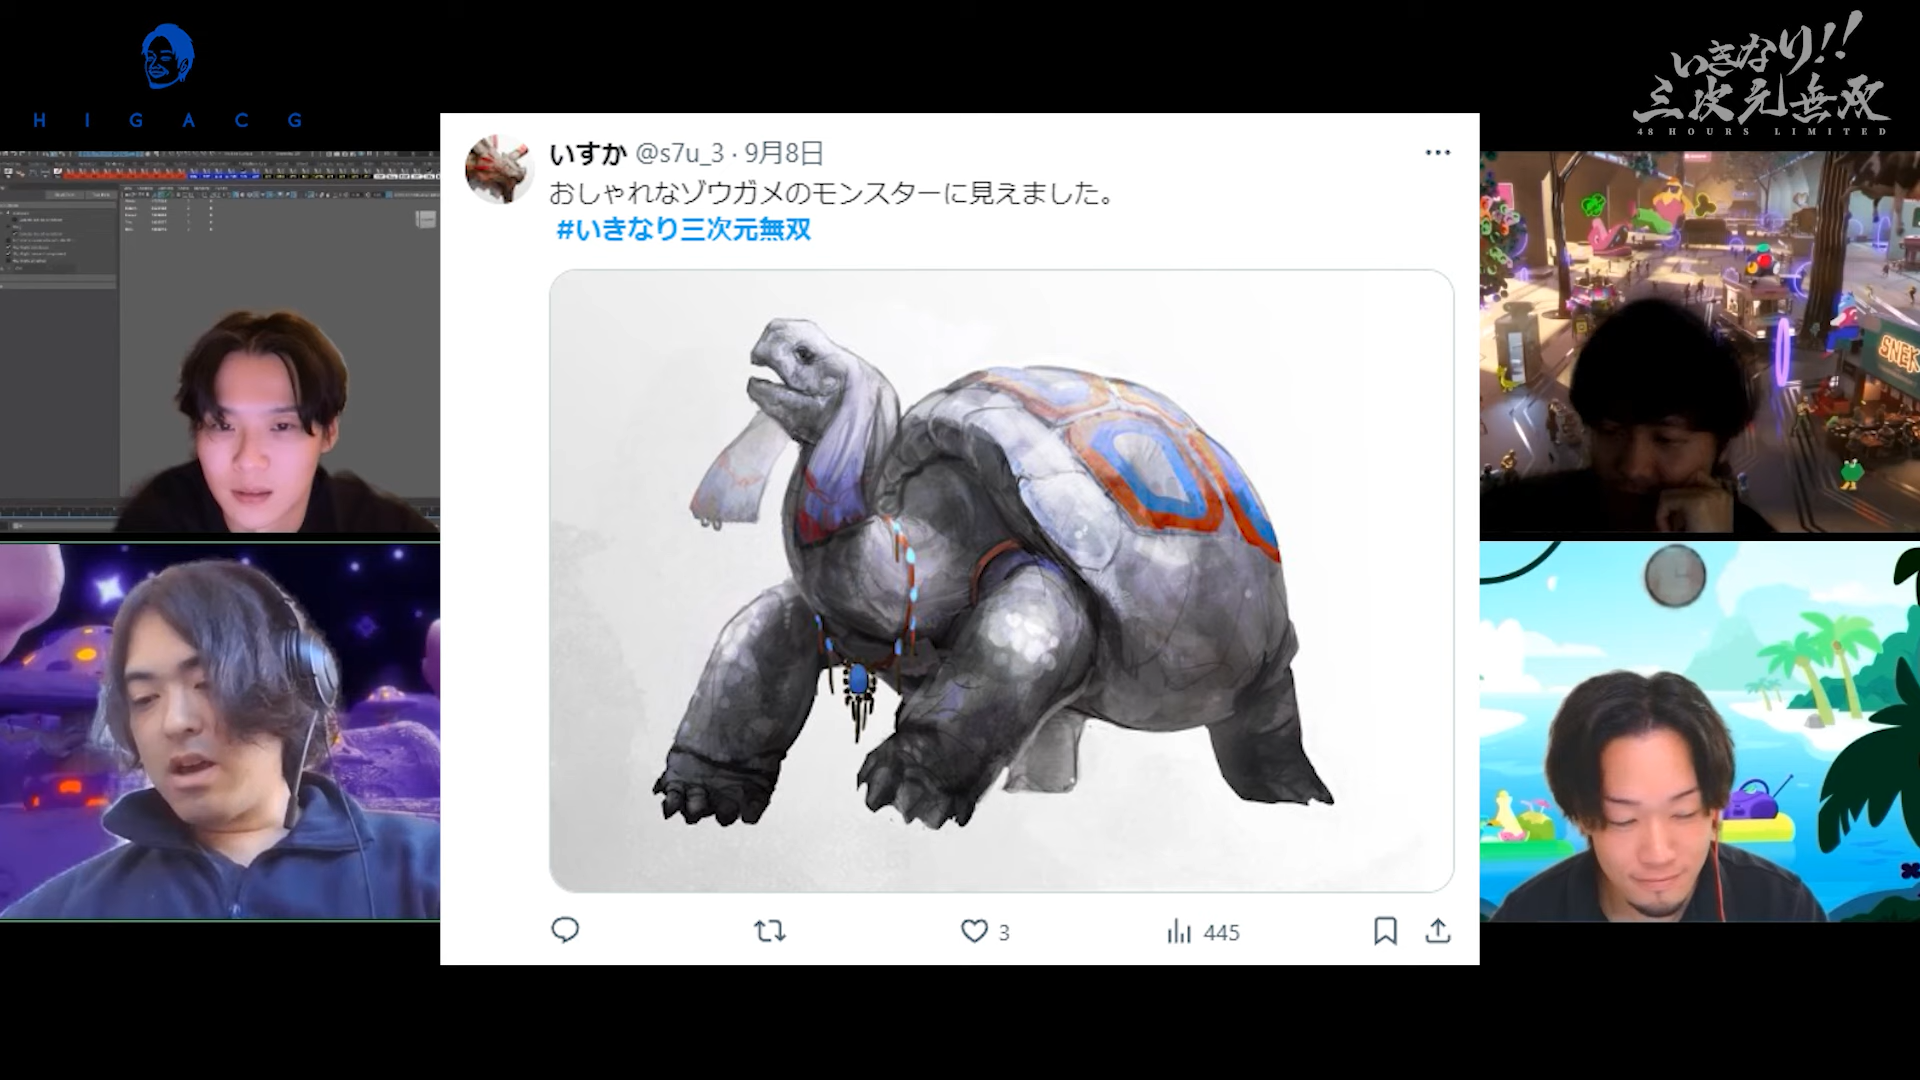 HIGACG
いきなり!!
三次元無双
48 HOURS LIMITED
いすか @s7u_3 · 9月8日
おしゃれなゾウガメのモンスターに見えました。
#いきなり三次元無双
3
445
SNEK